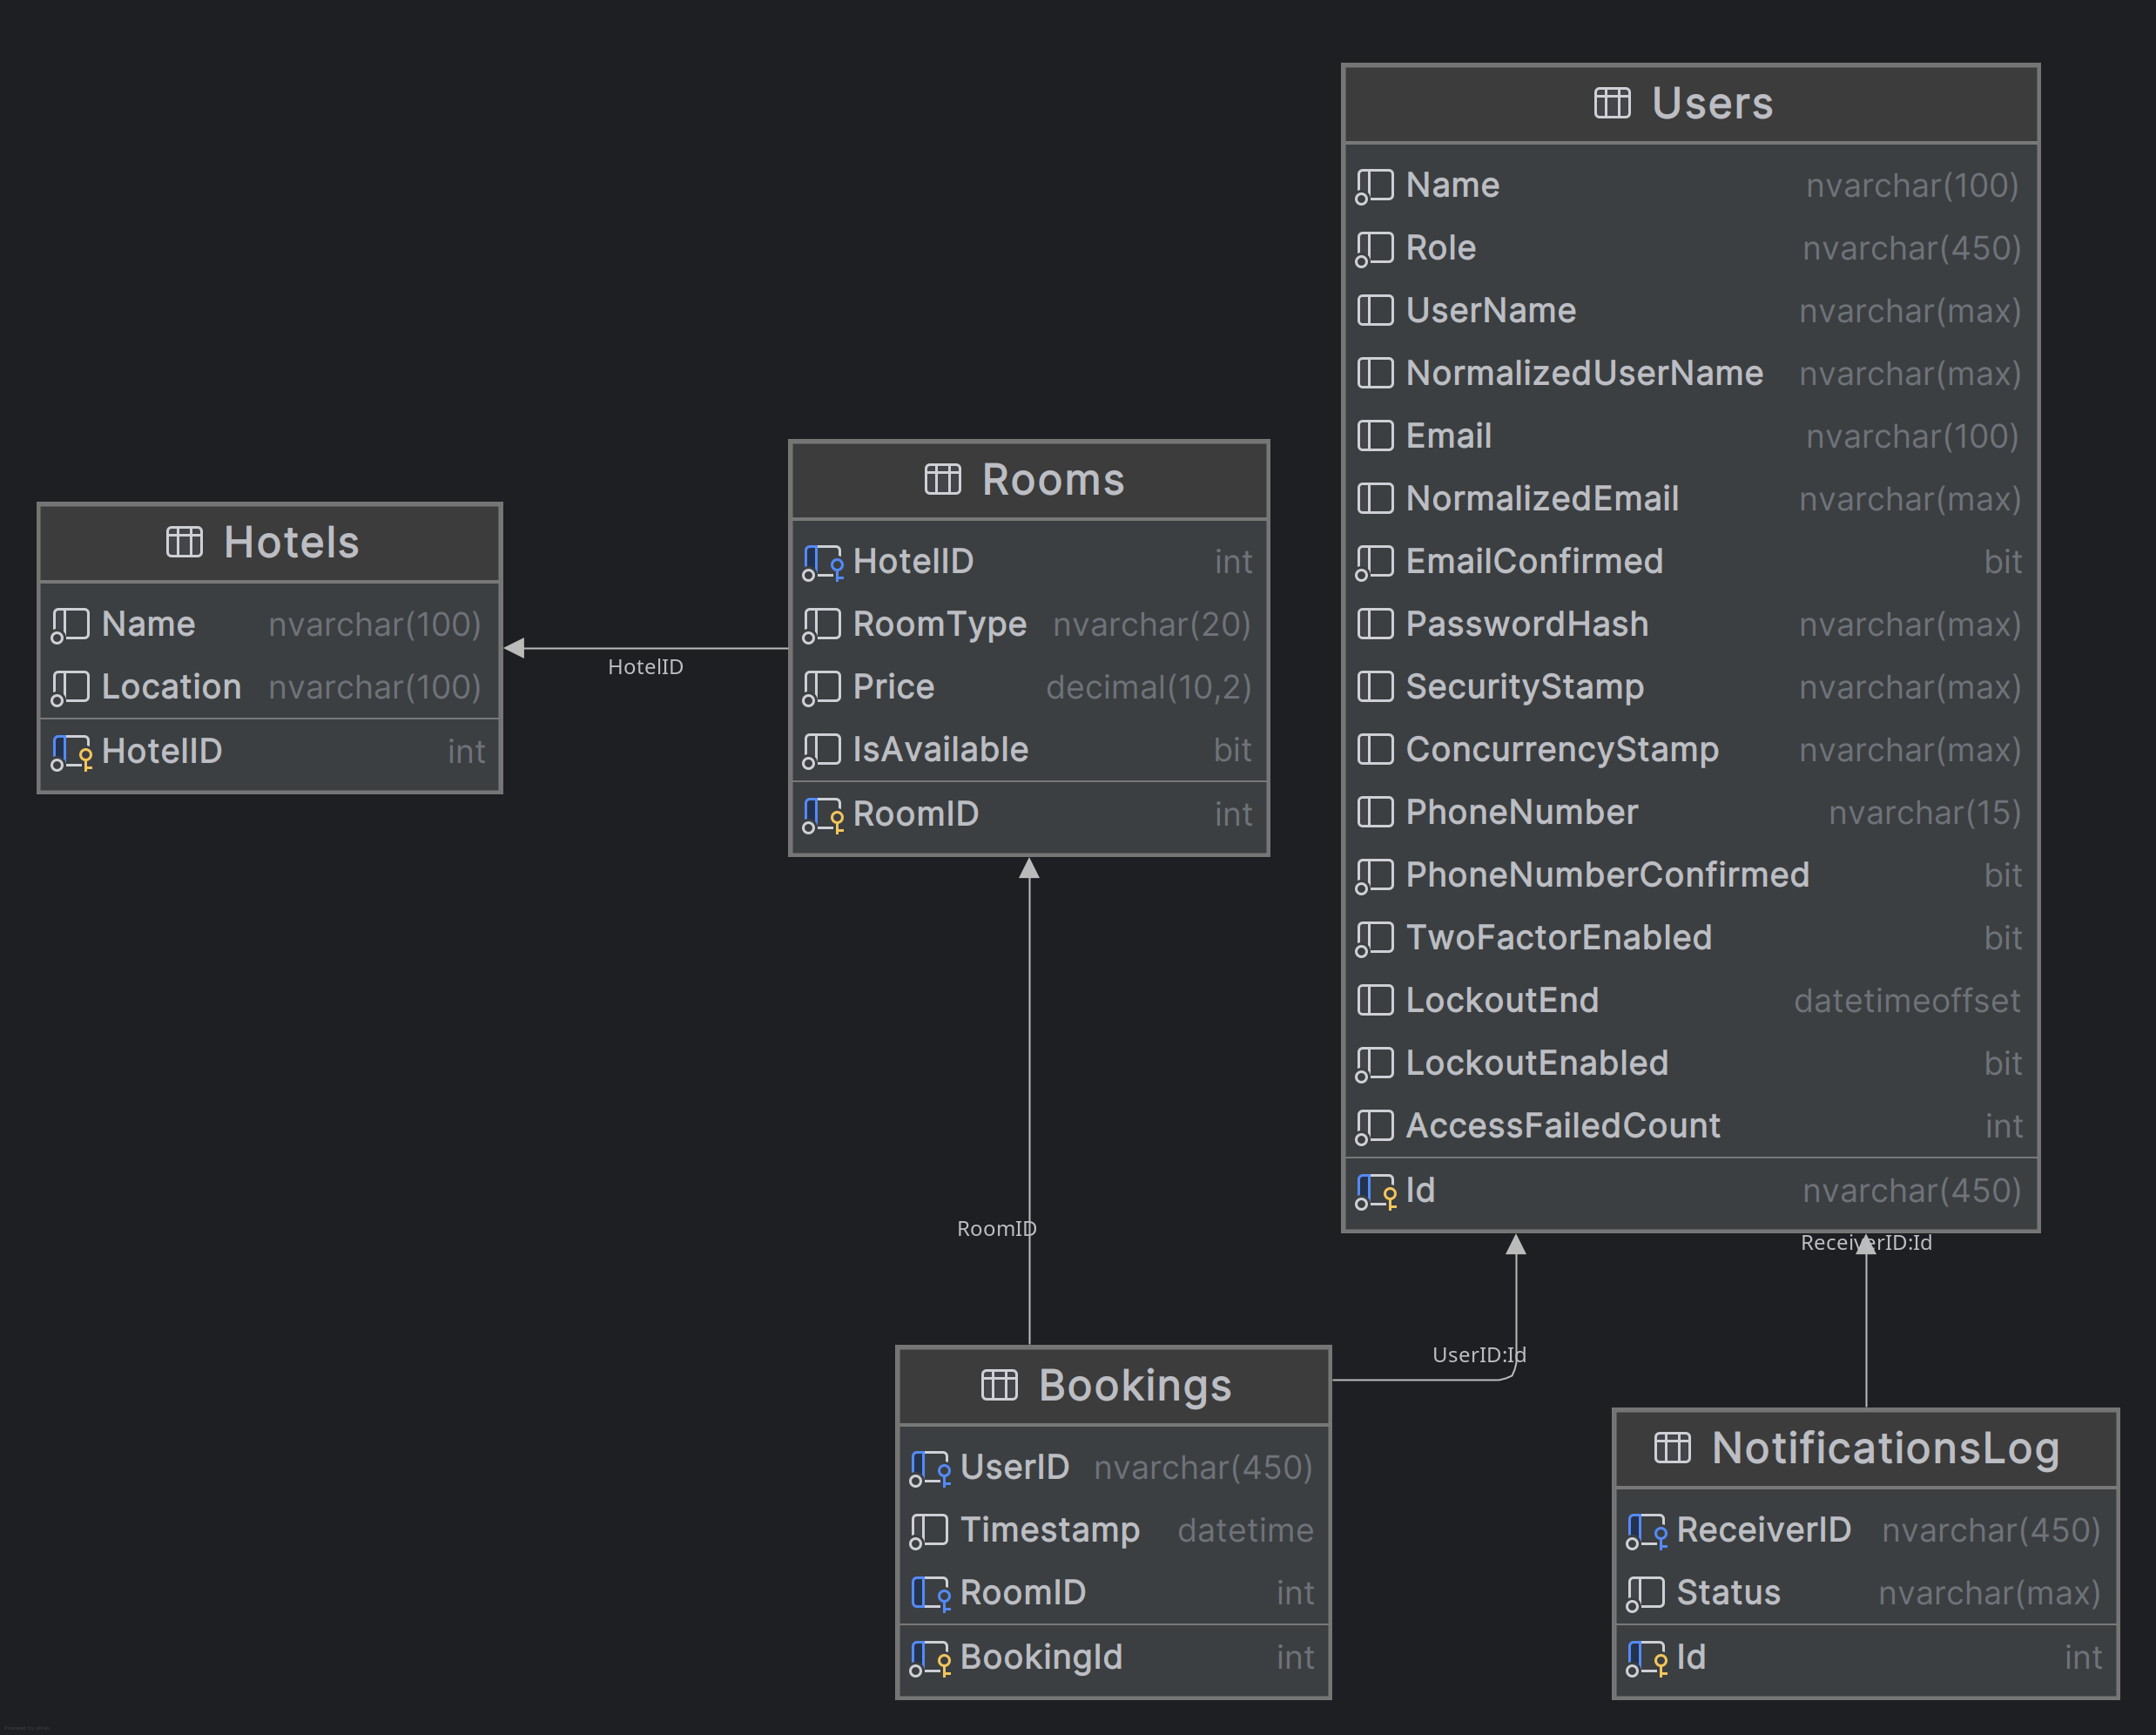 Users
Name nvarchar(100)
Role nvarchar(450)
UserName nvarchar(max)
NormalizedUserName nvarchar(max)
Email nvarchar(100)
NormalizedEmail nvarchar(max)
EmailConfirmed bit
PasswordHash nvarchar(max)
SecurityStamp nvarchar(max)
ConcurrencyStamp nvarchar(max)
PhoneNumber nvarchar(15)
PhoneNumberConfirmed bit
TwoFactorEnabled bit
LockoutEnd datetimeoffset
LockoutEnabled bit
AccessFailedCount int
Id nvarchar(450)
Rooms
HotelID int
RoomType nvarchar(20)
Price decimal(10,2)
IsAvailable bit
RoomID int
Hotels
Name nvarchar(100)
Location nvarchar(100)
HotelID int
HotelID
RoomID
ReceiverID:Id
UserID:Id
Bookings
UserID nvarchar(450)
Timestamp datetime
RoomID int
BookingId int
NotificationsLog
ReceiverID nvarchar(450)
Status nvarchar(max)
Id int